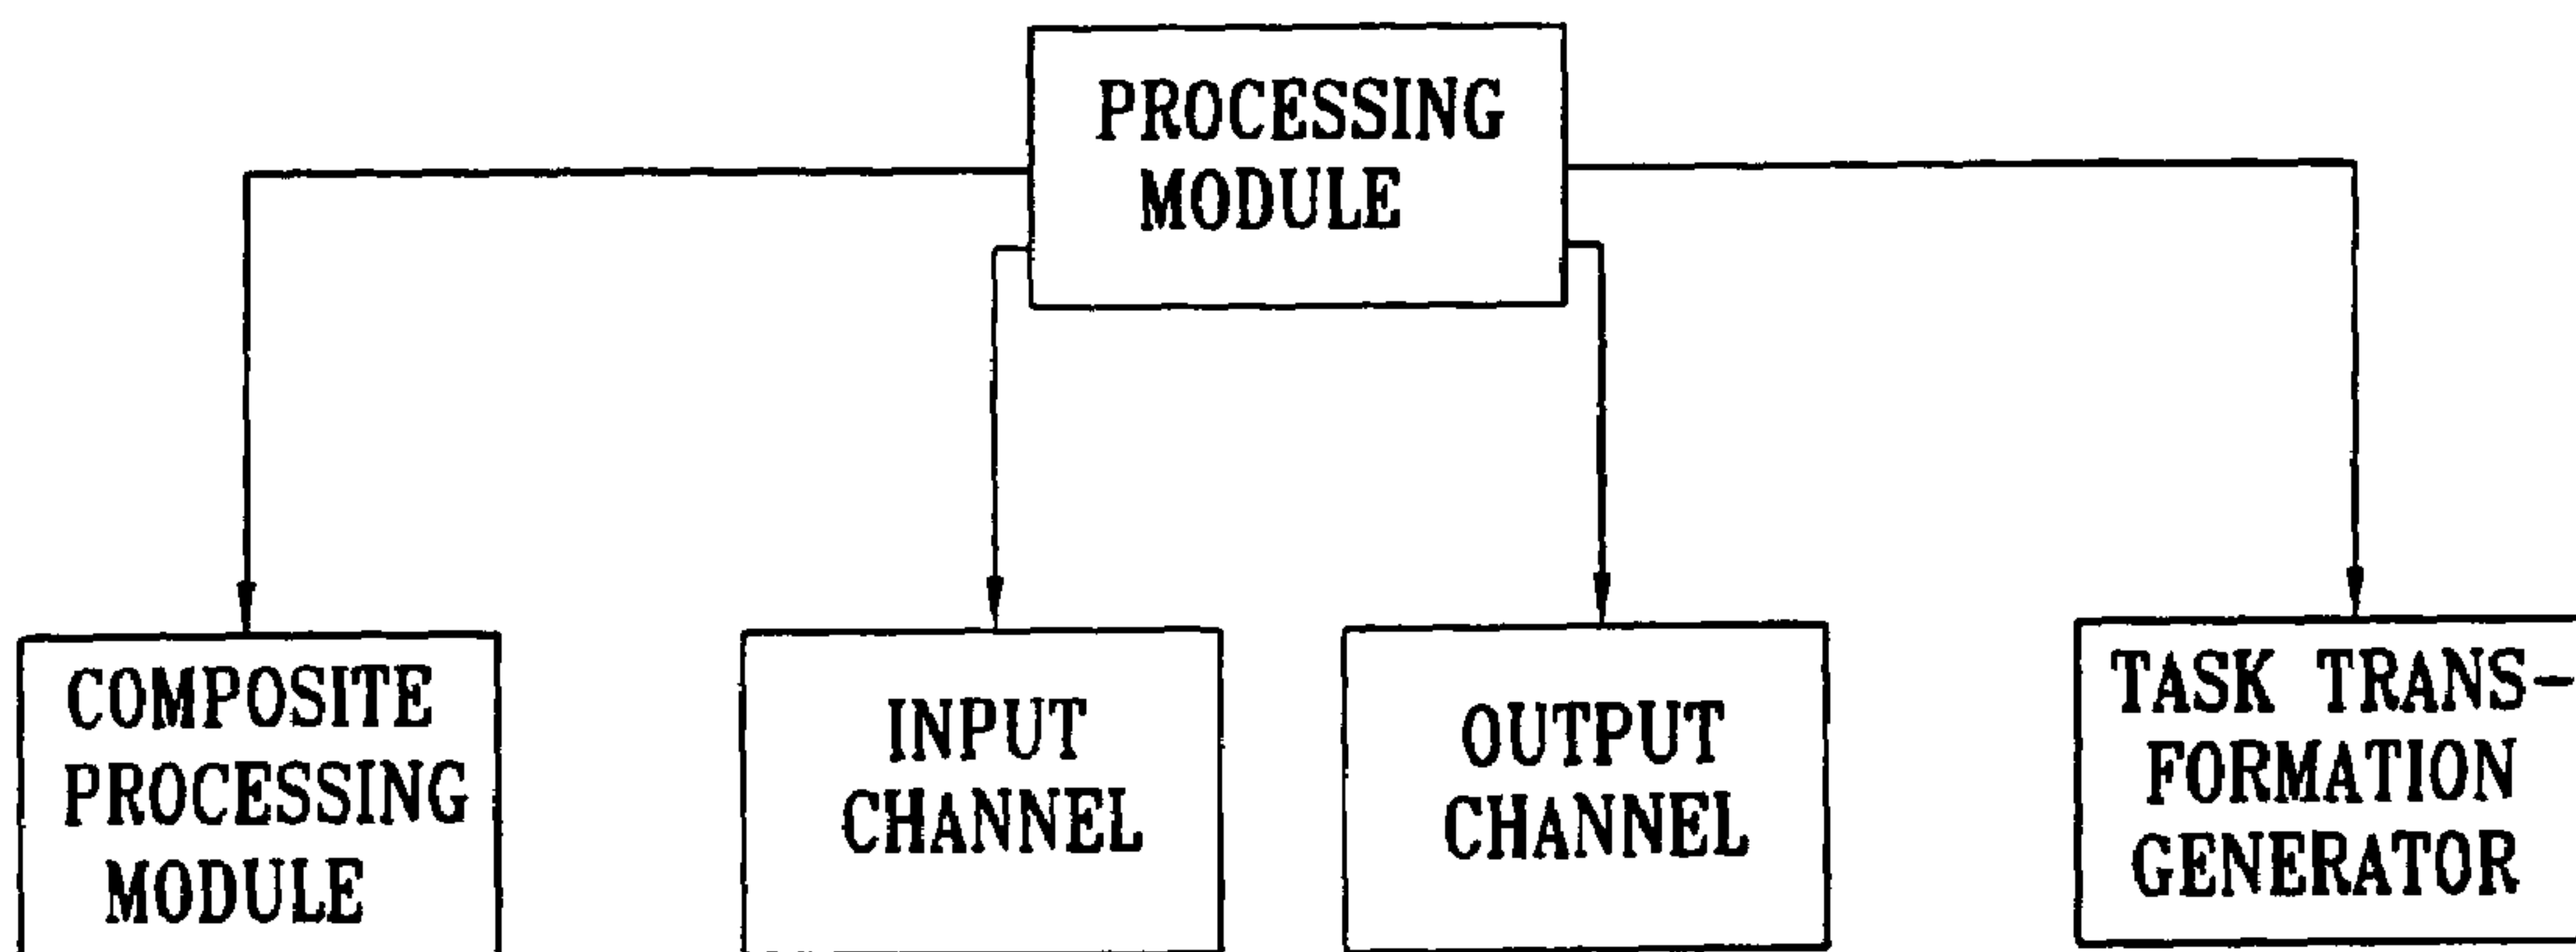 PROCESSING
MODULE
COMPOSITE
PROCESSING
MODULE
INPUT
CHANNEL
OUTPUT
CHANNEL
TASK TRANS-
FORMATION
GENERATOR